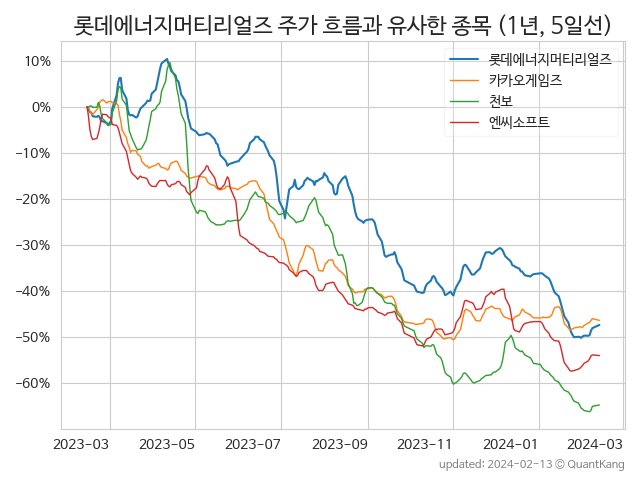 롯데에너지머티리얼즈 주가 흐름과 유사한 종목 (1년, 5일선)
롯데에너지머티리얼즈
카카오게임즈
천보
엔씨소프트
10%
0%
−10%
−20%
−30%
−40%
−50%
−60%
2023-03 2023-05 2023-07 2023-09 2023-11 2024-01 2024-03
updated: 2024-02-13 © QuantKang